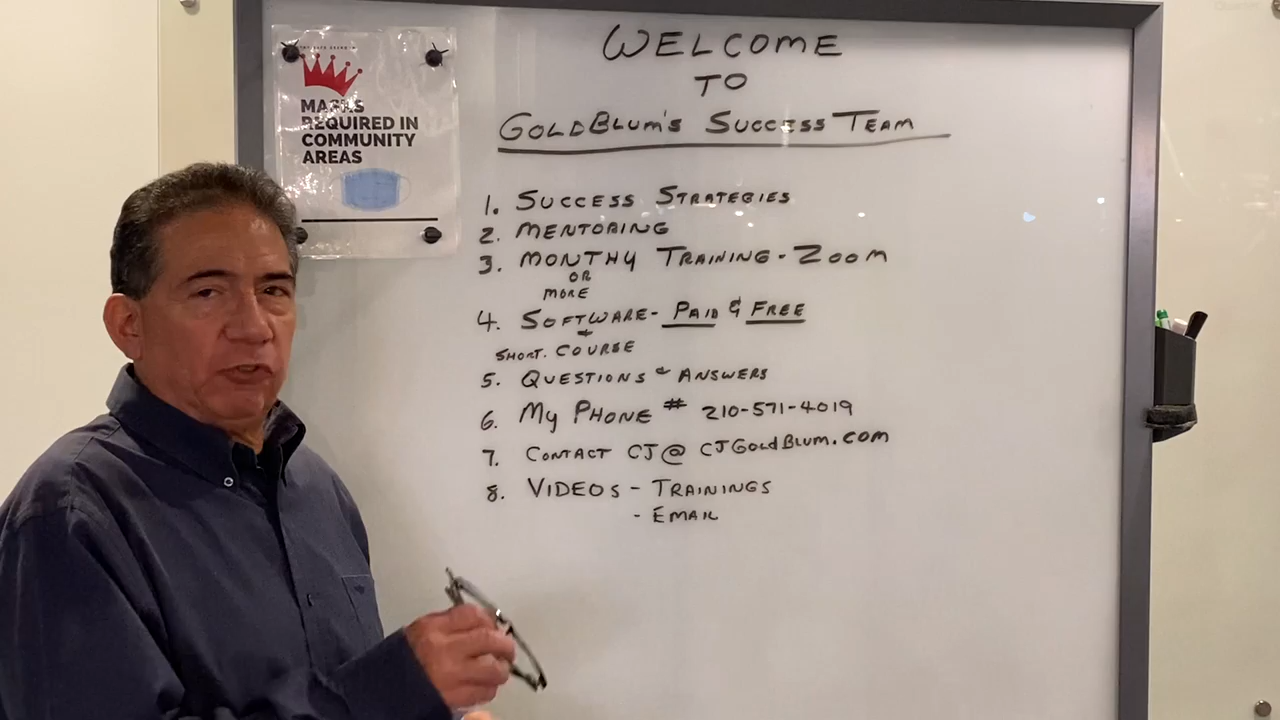 MASKS
REQUIRED IN
COMMUNITY
AREAS
WELCOME
TO
GOLDBLUM'S SUCCESS TEAM
1. SUCCESS STRATEGIES
2. MENTORING
3. MONTHY TRAINING - ZOOM
OR
MORE
4. SOFTWARE - PAID & FREE
+
SHORT. COURSE
5. QUESTIONS & ANSWERS
6. My PHONE # 210-571-4019
7. CONTACT CJ@ CJGoldBlum.com
8. VIDEOS - TRAININGS
- EMAIL